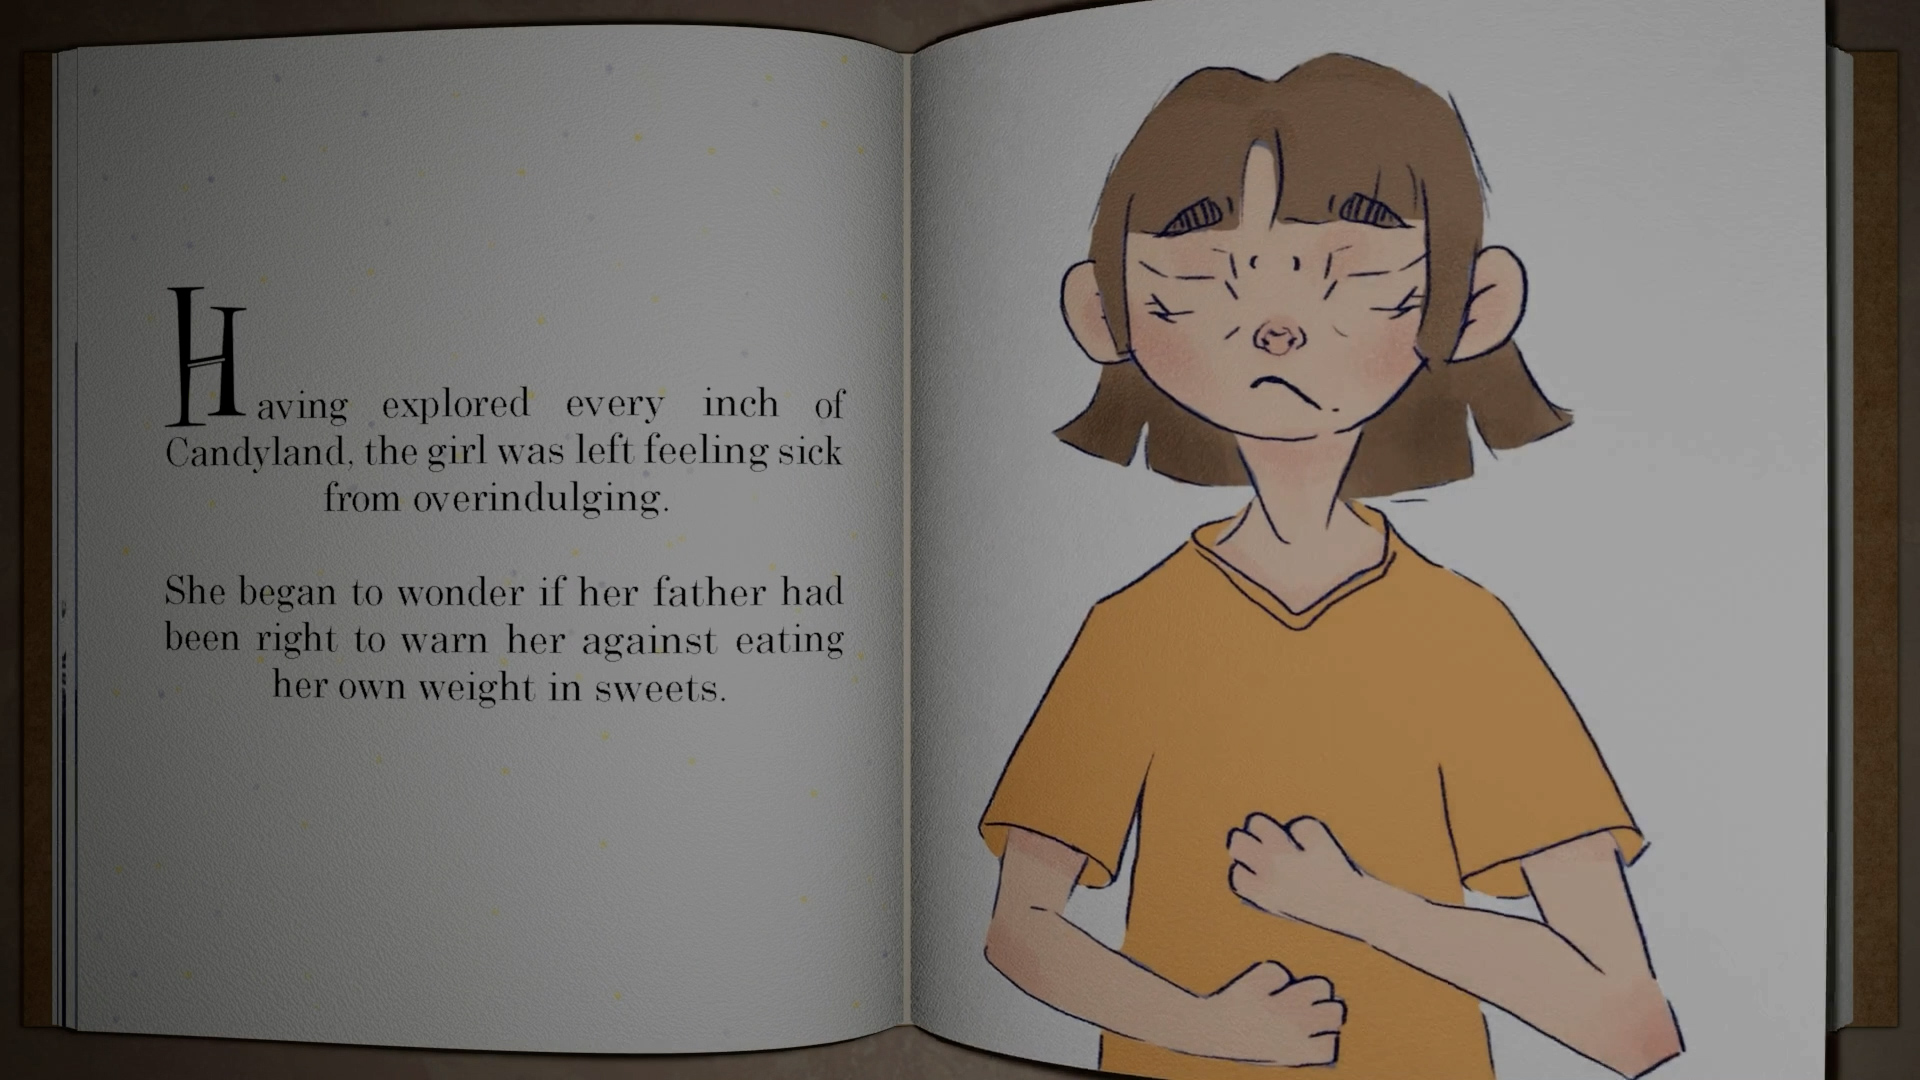 Having explored every inch of
Candyland, the girl was left feeling sick
from overindulging.
She began to wonder if her father had
been right to warn her against eating
her own weight in sweets.